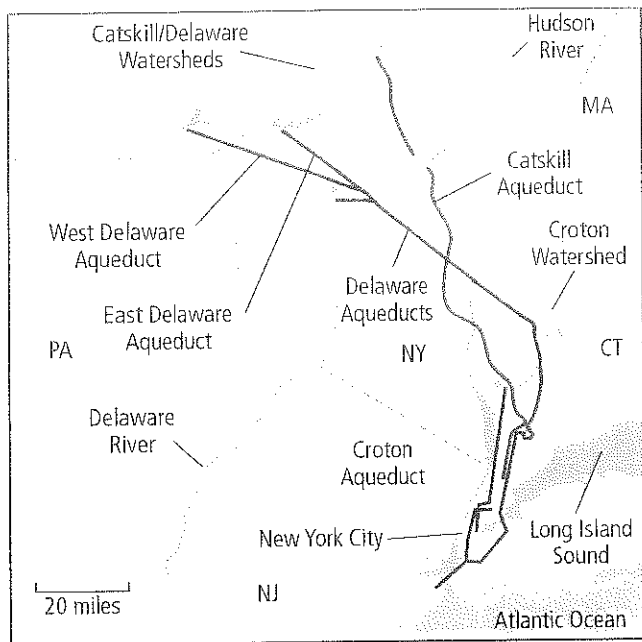 Catskill/Delaware
Watersheds
Hudson
River
MA
Catskill
Aqueduct
West Delaware
Aqueduct
Croton
Watershed
East Delaware
Aqueduct
Delaware
Aqueducts
PA
NY
CT
Delaware
River
Croton
Aqueduct
New York City
Long Island
Sound
20 miles
NJ
Atlantic Ocean